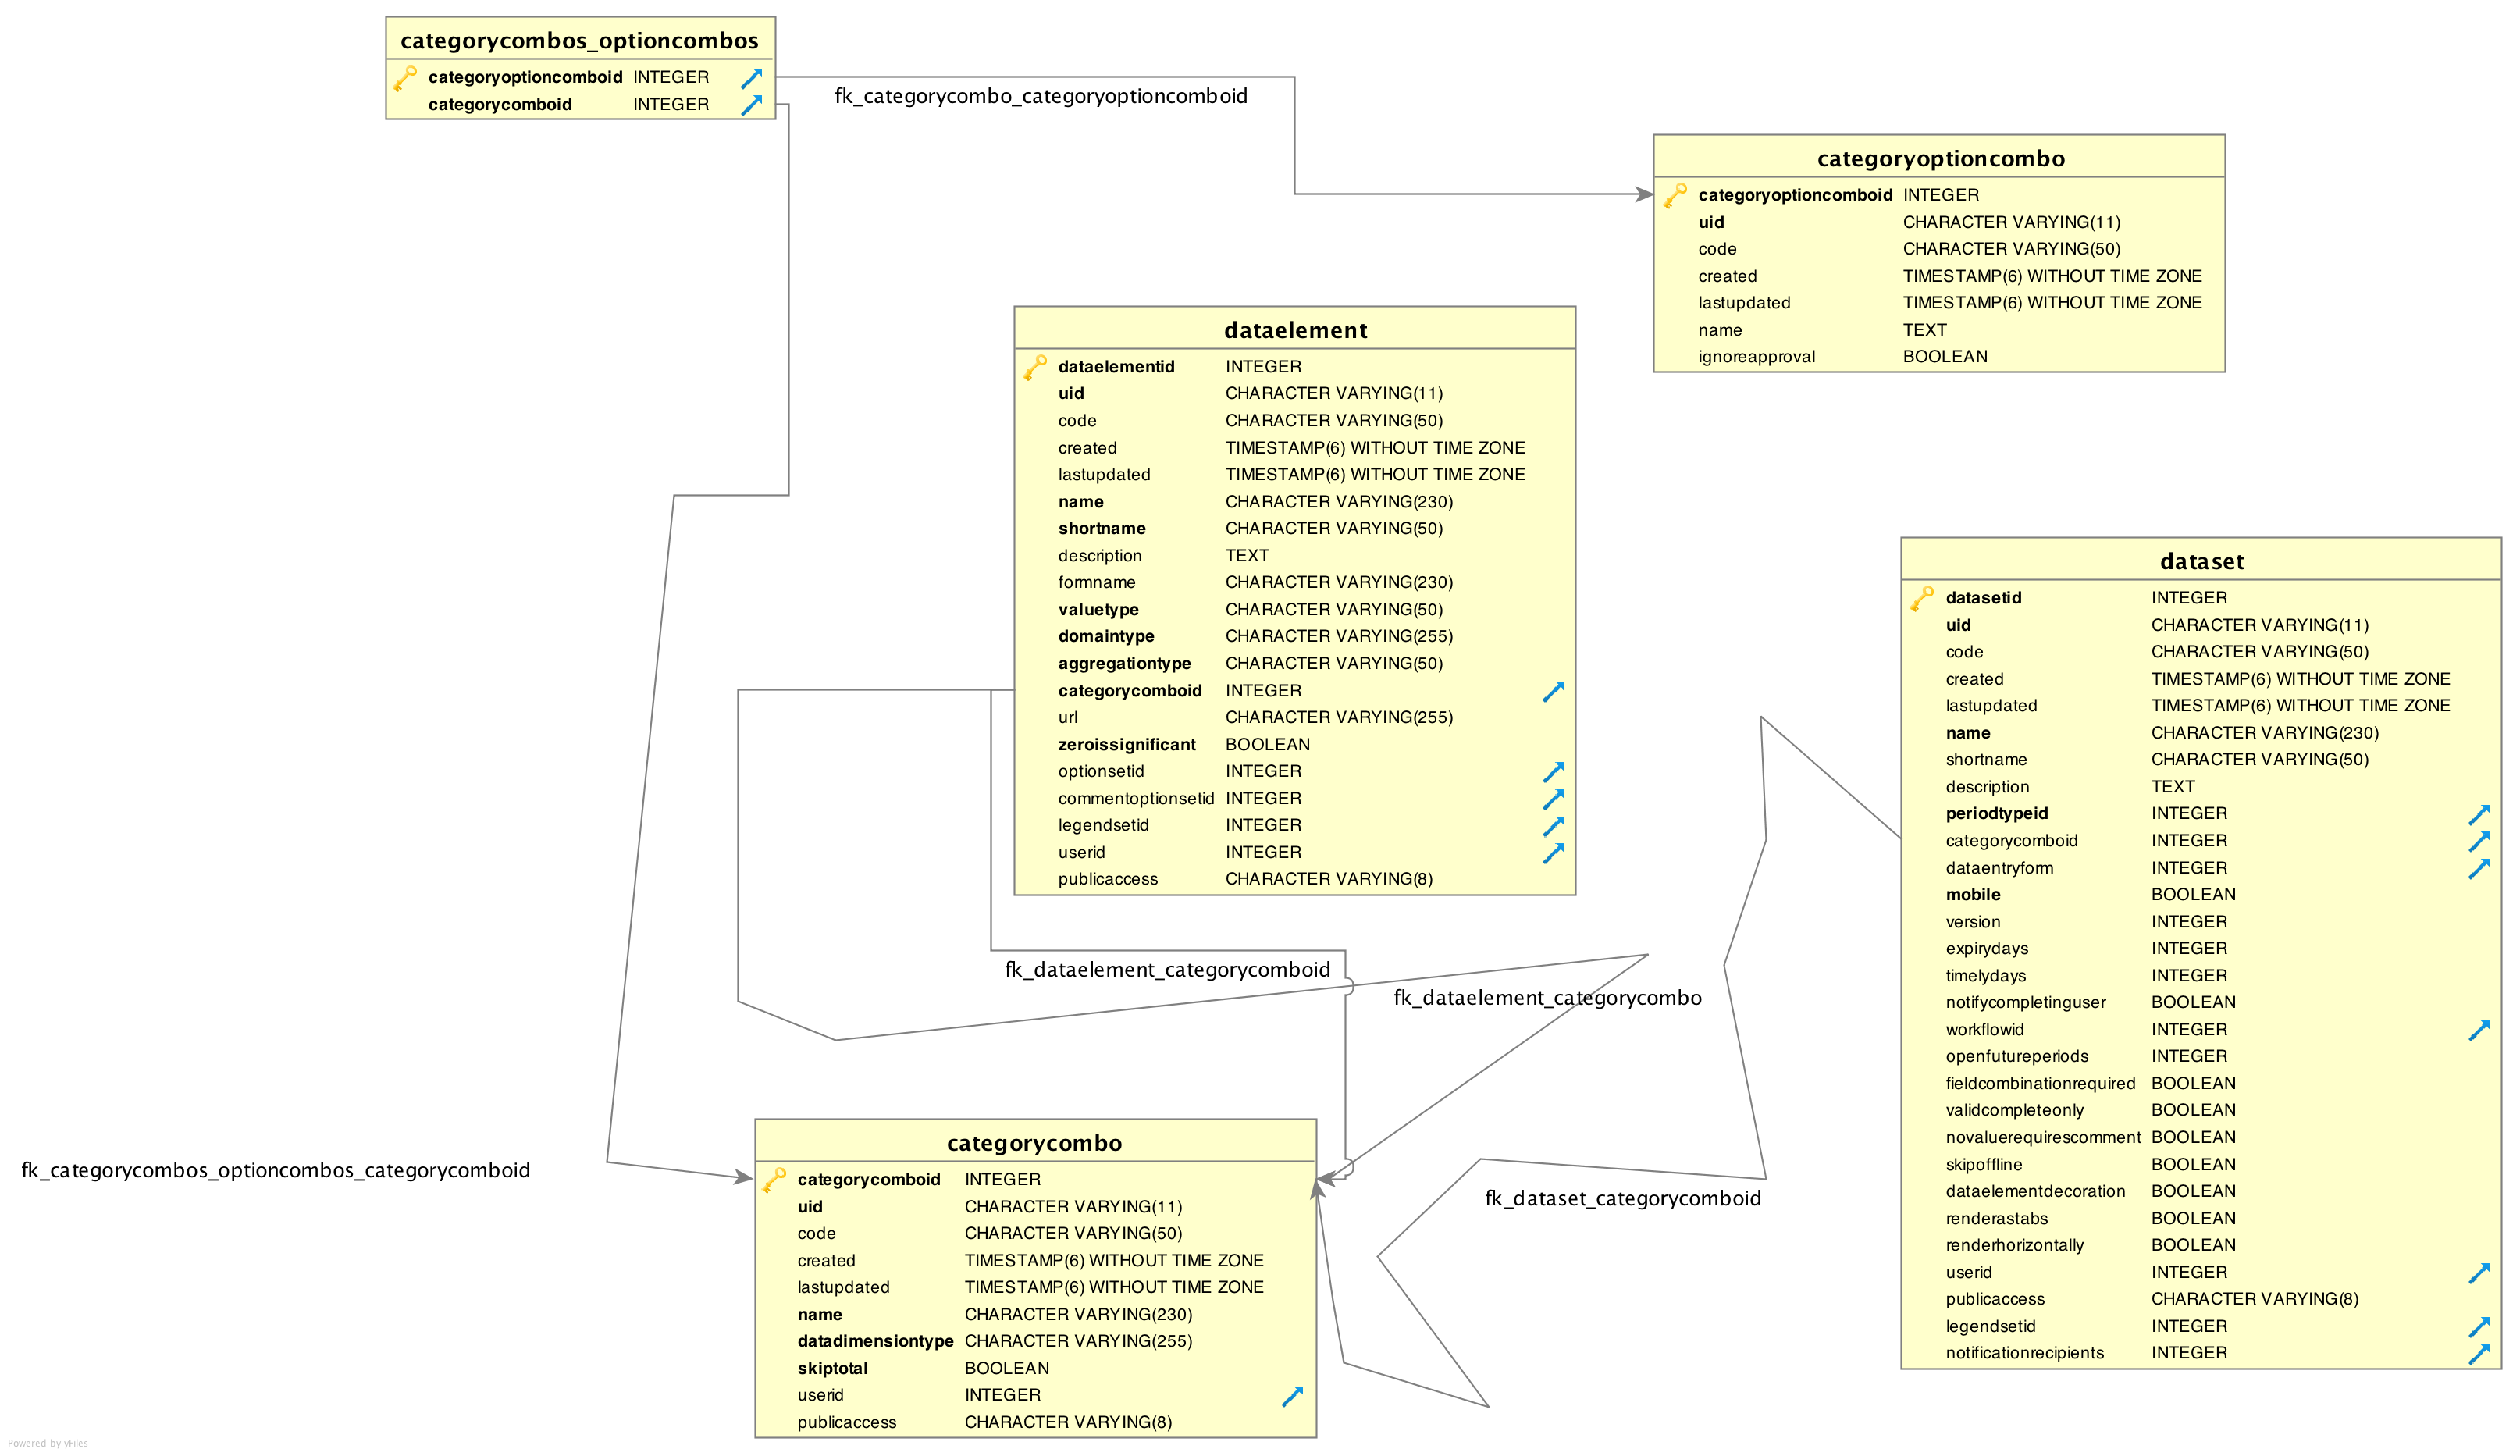 categorycombos_optioncombos
categoryoptioncomboid INTEGER
categorycomboid INTEGER
fk_categorycombo_categoryoptioncomboid
categoryoptioncombo
categoryoptioncomboid INTEGER
uid CHARACTER VARYING(11)
code CHARACTER VARYING(50)
created TIMESTAMP(6) WITHOUT TIME ZONE
lastupdated TIMESTAMP(6) WITHOUT TIME ZONE
name TEXT
ignoreapproval BOOLEAN
dataelement
dataelementid INTEGER
uid CHARACTER VARYING(11)
code CHARACTER VARYING(50)
created TIMESTAMP(6) WITHOUT TIME ZONE
lastupdated TIMESTAMP(6) WITHOUT TIME ZONE
name CHARACTER VARYING(230)
shortname CHARACTER VARYING(50)
description TEXT
formname CHARACTER VARYING(230)
valuetype CHARACTER VARYING(50)
domaintype CHARACTER VARYING(255)
aggregationtype CHARACTER VARYING(50)
categorycomboid INTEGER
url CHARACTER VARYING(255)
zeroissignificant BOOLEAN
optionsetid INTEGER
commentoptionsetid INTEGER
legendsetid INTEGER
userid INTEGER
publicaccess CHARACTER VARYING(8)
dataset
datasetid INTEGER
uid CHARACTER VARYING(11)
code CHARACTER VARYING(50)
created TIMESTAMP(6) WITHOUT TIME ZONE
lastupdated TIMESTAMP(6) WITHOUT TIME ZONE
name CHARACTER VARYING(230)
shortname CHARACTER VARYING(50)
description TEXT
periodtypeid INTEGER
categorycomboid INTEGER
dataentryform INTEGER
mobile BOOLEAN
version INTEGER
expirydays INTEGER
timelydays INTEGER
notifycompletinguser BOOLEAN
workflowid INTEGER
openfutureperiods INTEGER
fieldcombinationrequired BOOLEAN
validcompleteonly BOOLEAN
novaluerequirescomment BOOLEAN
skipoffline BOOLEAN
dataelementdecoration BOOLEAN
renderastabs BOOLEAN
renderhorizontally BOOLEAN
userid INTEGER
publicaccess CHARACTER VARYING(8)
legendsetid INTEGER
notificationrecipients INTEGER
fk_dataelement_categorycomboid
fk_dataelement_categorycombo
fk_categorycombos_optioncombos_categorycomboid
fk_dataset_categorycomboid
categorycombo
categorycomboid INTEGER
uid CHARACTER VARYING(11)
code CHARACTER VARYING(50)
created TIMESTAMP(6) WITHOUT TIME ZONE
lastupdated TIMESTAMP(6) WITHOUT TIME ZONE
name CHARACTER VARYING(230)
datadimensiontype CHARACTER VARYING(255)
skiptotal BOOLEAN
userid INTEGER
publicaccess CHARACTER VARYING(8)
Powered by yFiles